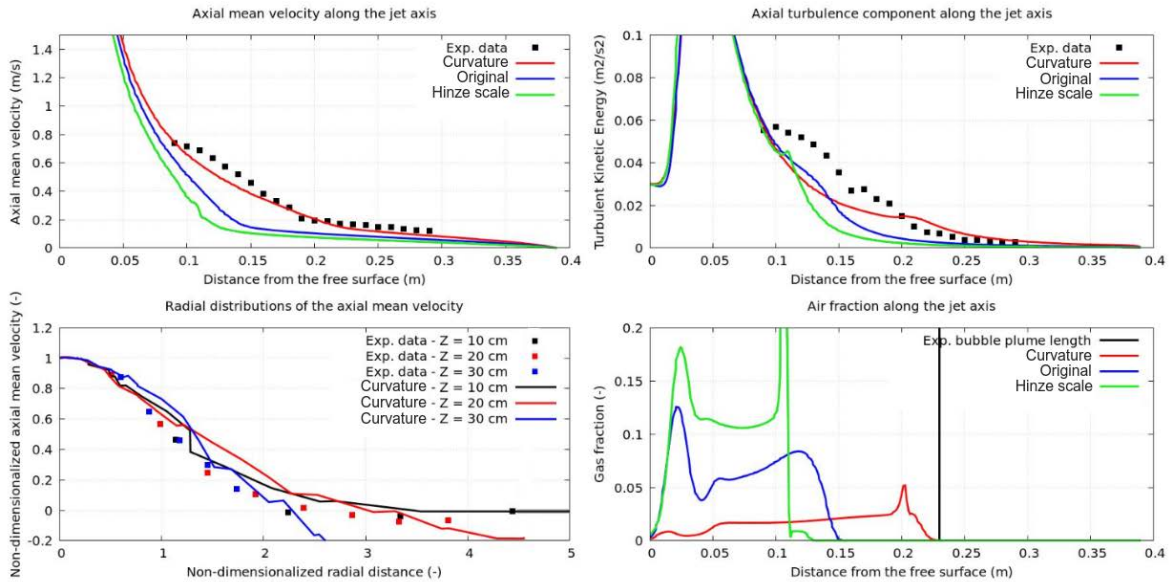 Axial mean velocity along the jet axis
Axial mean velocity (m/s)
1.4
1.2
1
0.8
0.6
0.4
0.2
0
0
0.05
0.1
0.15
0.2
0.25
0.3
0.35
0.4
Distance from the free surface (m)
Exp. data
Curvature
Original
Hinze scale
Axial turbulence component along the jet axis
Turbulent Kinetic Energy (m2/s2)
0.1
0.08
0.06
0.04
0.02
0
0
0.05
0.1
0.15
0.2
0.25
0.3
0.35
0.4
Distance from the free surface (m)
Exp. data
Curvature
Original
Hinze scale
Radial distributions of the axial mean velocity
Non-dimensionalized axial mean velocity (-)
1.2
1
0.8
0.6
0.4
0.2
0
-0.2
0
1
2
3
4
5
Non-dimensionalized radial distance (-)
Exp. data - Z = 10 cm
Exp. data - Z = 20 cm
Exp. data - Z = 30 cm
Curvature - Z = 10 cm
Curvature - Z = 20 cm
Curvature - Z = 30 cm
Air fraction along the jet axis
Gas fraction (-)
0.2
0.15
0.1
0.05
0
0
0.05
0.1
0.15
0.2
0.25
0.3
0.35
0.4
Distance from the free surface (m)
Exp. bubble plume length
Curvature
Original
Hinze scale